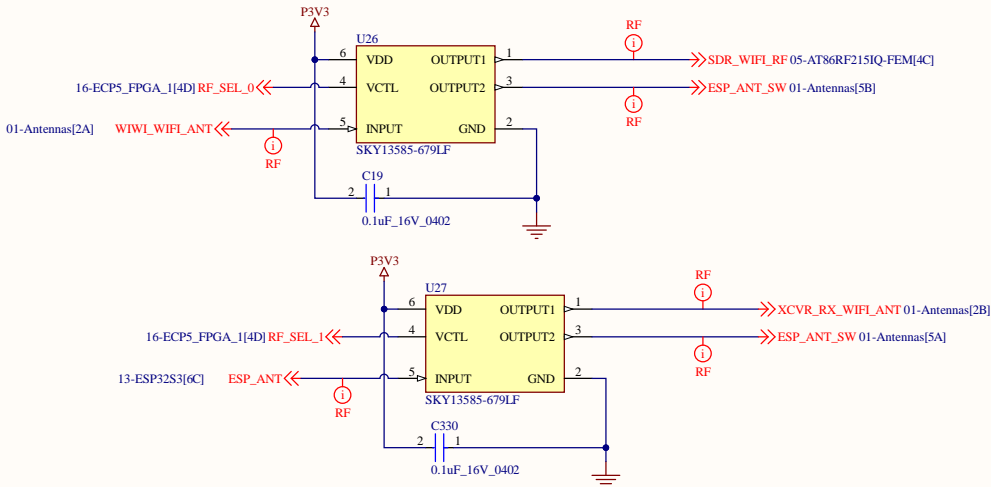 P3V3
U26
RF
6 VDD OUTPUT1 1 SDR_WIFI_RF 05-AT86RF215IQ-FEM[4C]
i
16-ECP5_FPGA_1[4D] RF_SEL_0 4 VCTL OUTPUT2 3 ESP_ANT_SW 01-Antennas[5B]
i
RF
01-Antennas[2A] WIWI_WIFI_ANT 5 INPUT GND 2
i
RF
SKY13585-679LF
C19
2 1
0.1uF_16V_0402
P3V3
U27
RF
i
6 VDD OUTPUT1 1 XCVR_RX_WIFI_ANT 01-Antennas[2B]
16-ECP5_FPGA_1[4D] RF_SEL_1 4 VCTL OUTPUT2 3 ESP_ANT_SW 01-Antennas[5A]
i
RF
13-ESP32S3[6C] ESP_ANT 5 INPUT GND 2
i
RF
SKY13585-679LF
C330
2 1
0.1uF_16V_0402